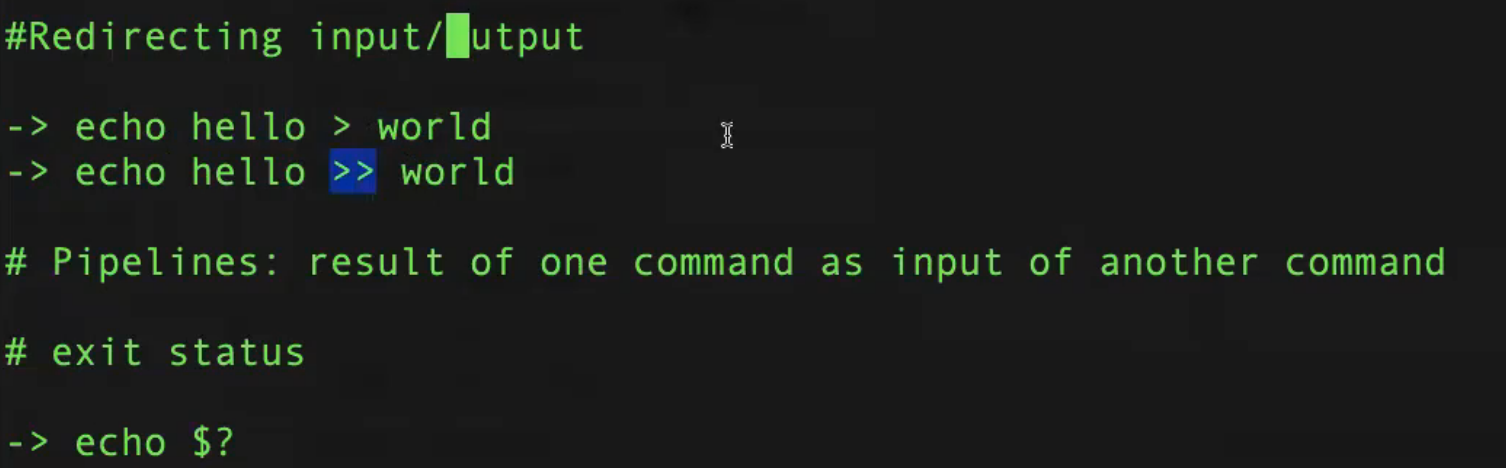 #Redirecting input/output
-> echo hello > world
-> echo hello >> world
# Pipelines: result of one command as input of another command
# exit status
-> echo $?